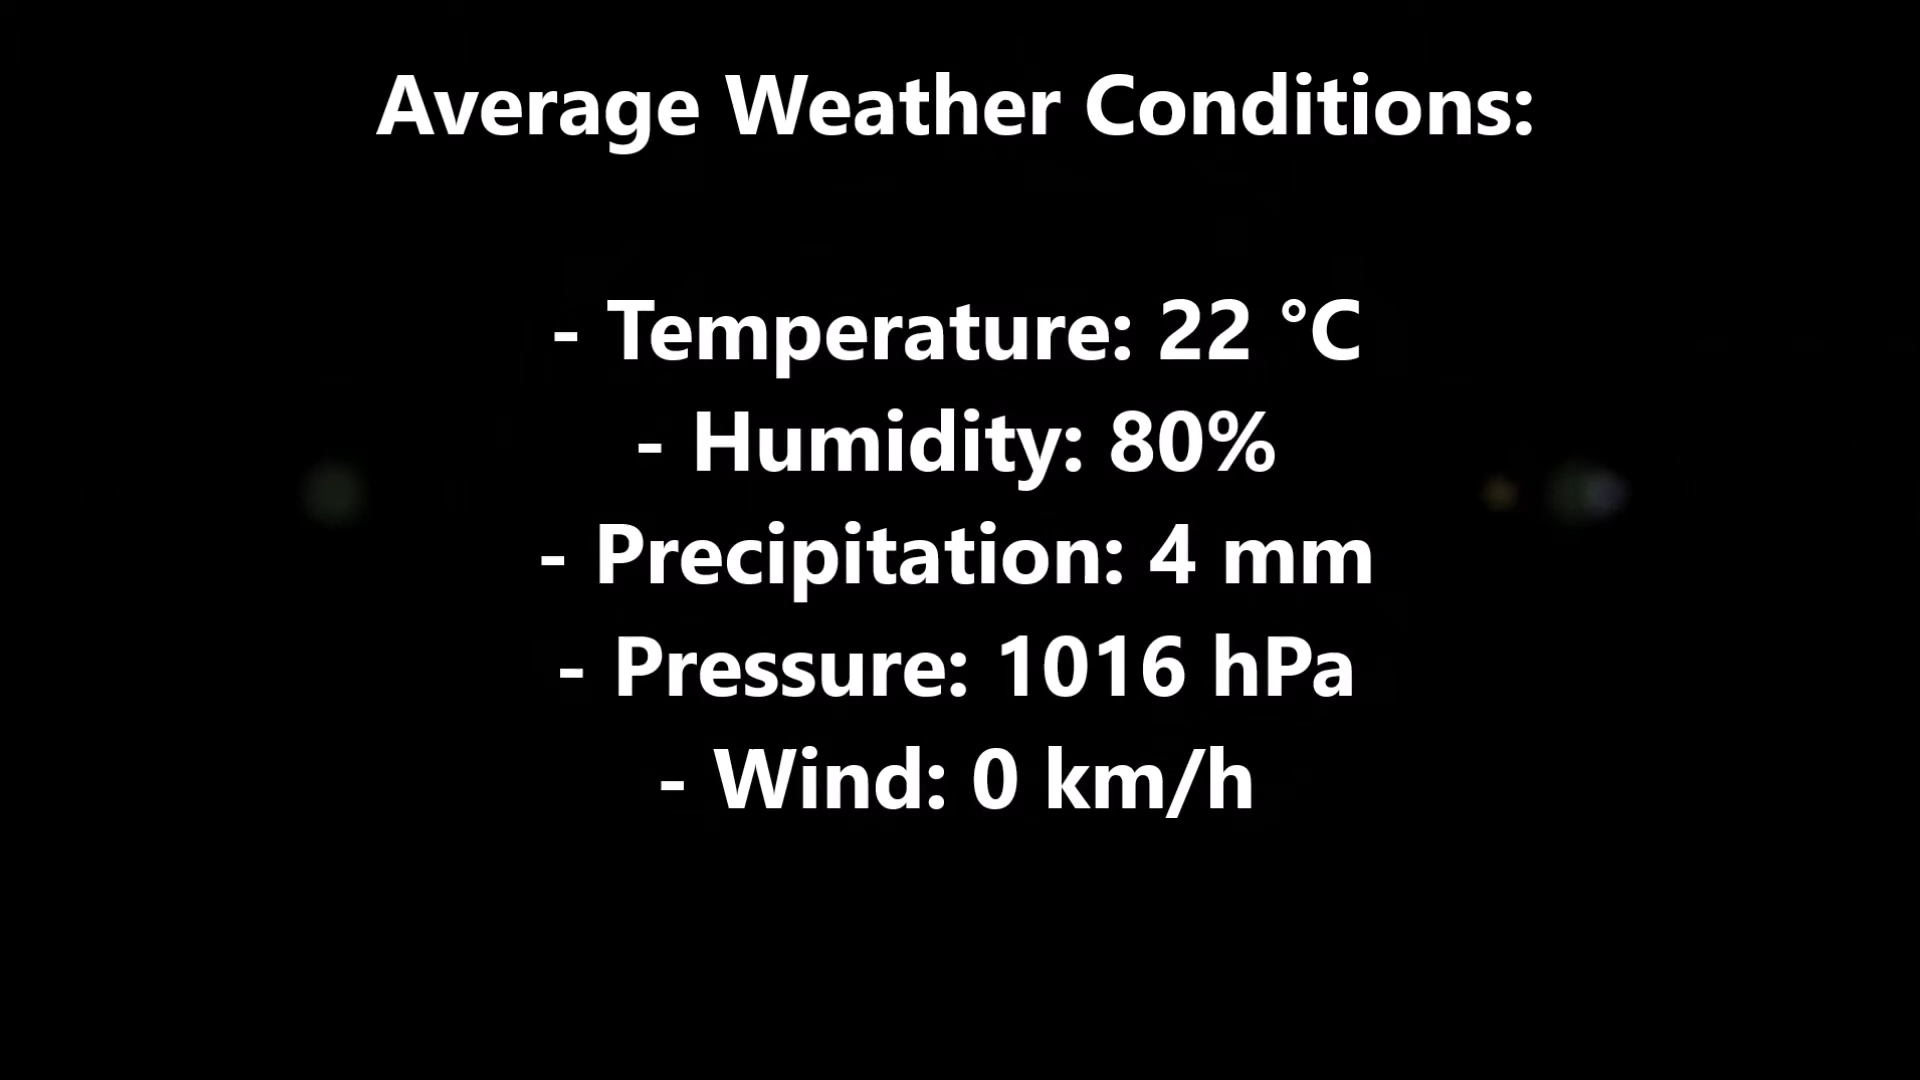 Average Weather Conditions:
- Temperature: 22 °C
- Humidity: 80%
- Precipitation: 4 mm
- Pressure: 1016 hPa
- Wind: 0 km/h